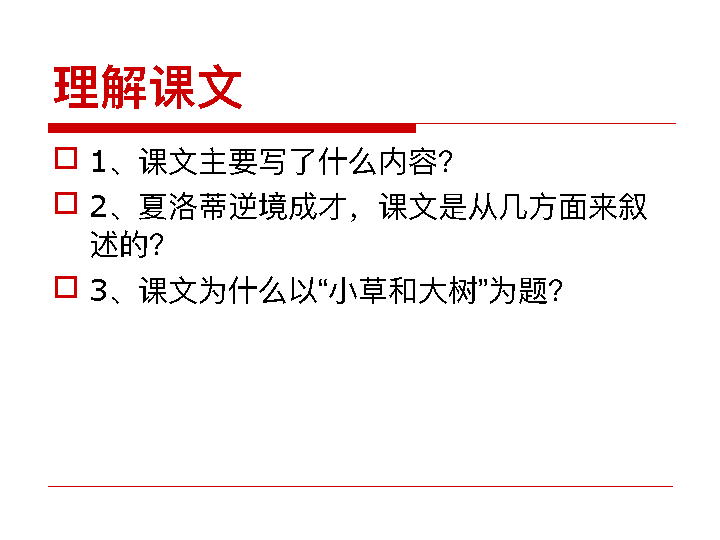 理解课文
1、课文主要写了什么内容?
2、夏洛蒂逆境成才，课文是从几方面来叙
述的?
3、课文为什么以“小草和大树”为题?